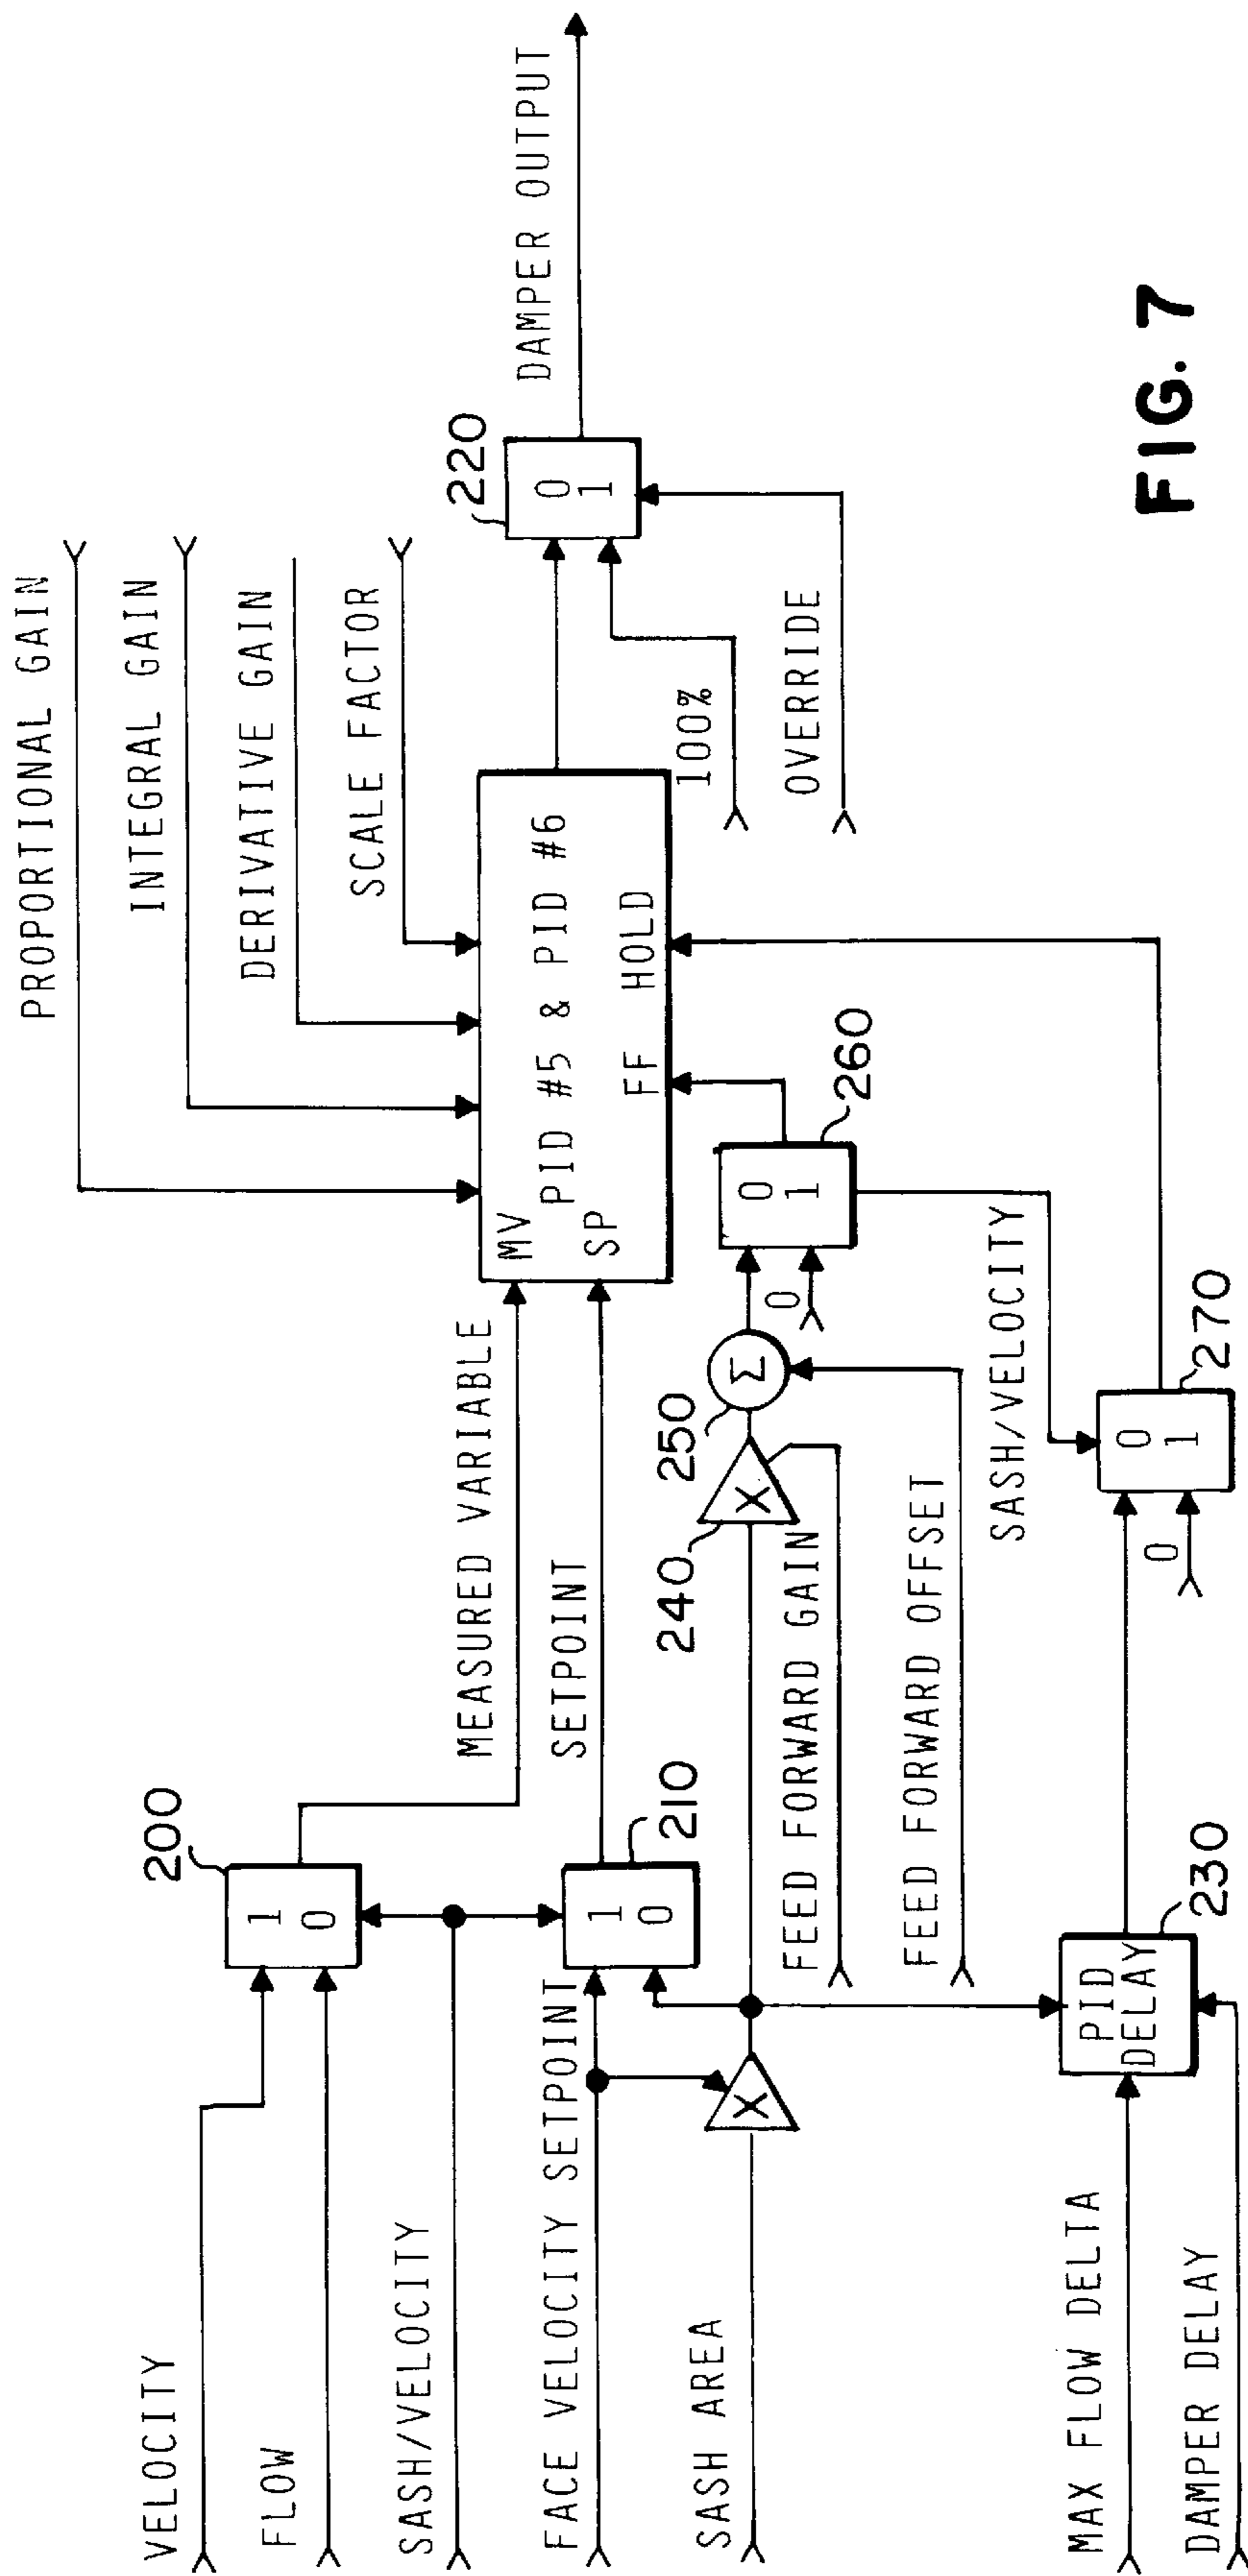 PROPORTIONAL GAIN
INTEGRAL GAIN
DERIVATIVE GAIN
SCALE FACTOR
VELOCITY
FLOW
SASH/VELOCITY
FACE VELOCITY SETPOINT
SASH AREA
MAX FLOW DELTA
DAMPER DELAY
200
1
0
210
1
0
MEASURED VARIABLE
SETPOINT
X
240
X
250
Σ
FEED FORWARD GAIN
FEED FORWARD OFFSET
PID
DELAY
230
0
0
1
260
SASH/VELOCITY
0
0
1
270
MV
SP
PID #5 & PID #6
FF
HOLD
100%
OVERRIDE
220
0
1
DAMPER OUTPUT
FIG. 7